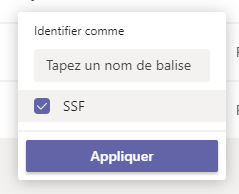 Identifier comme
Tapez un nom de balise
SSF
Appliquer